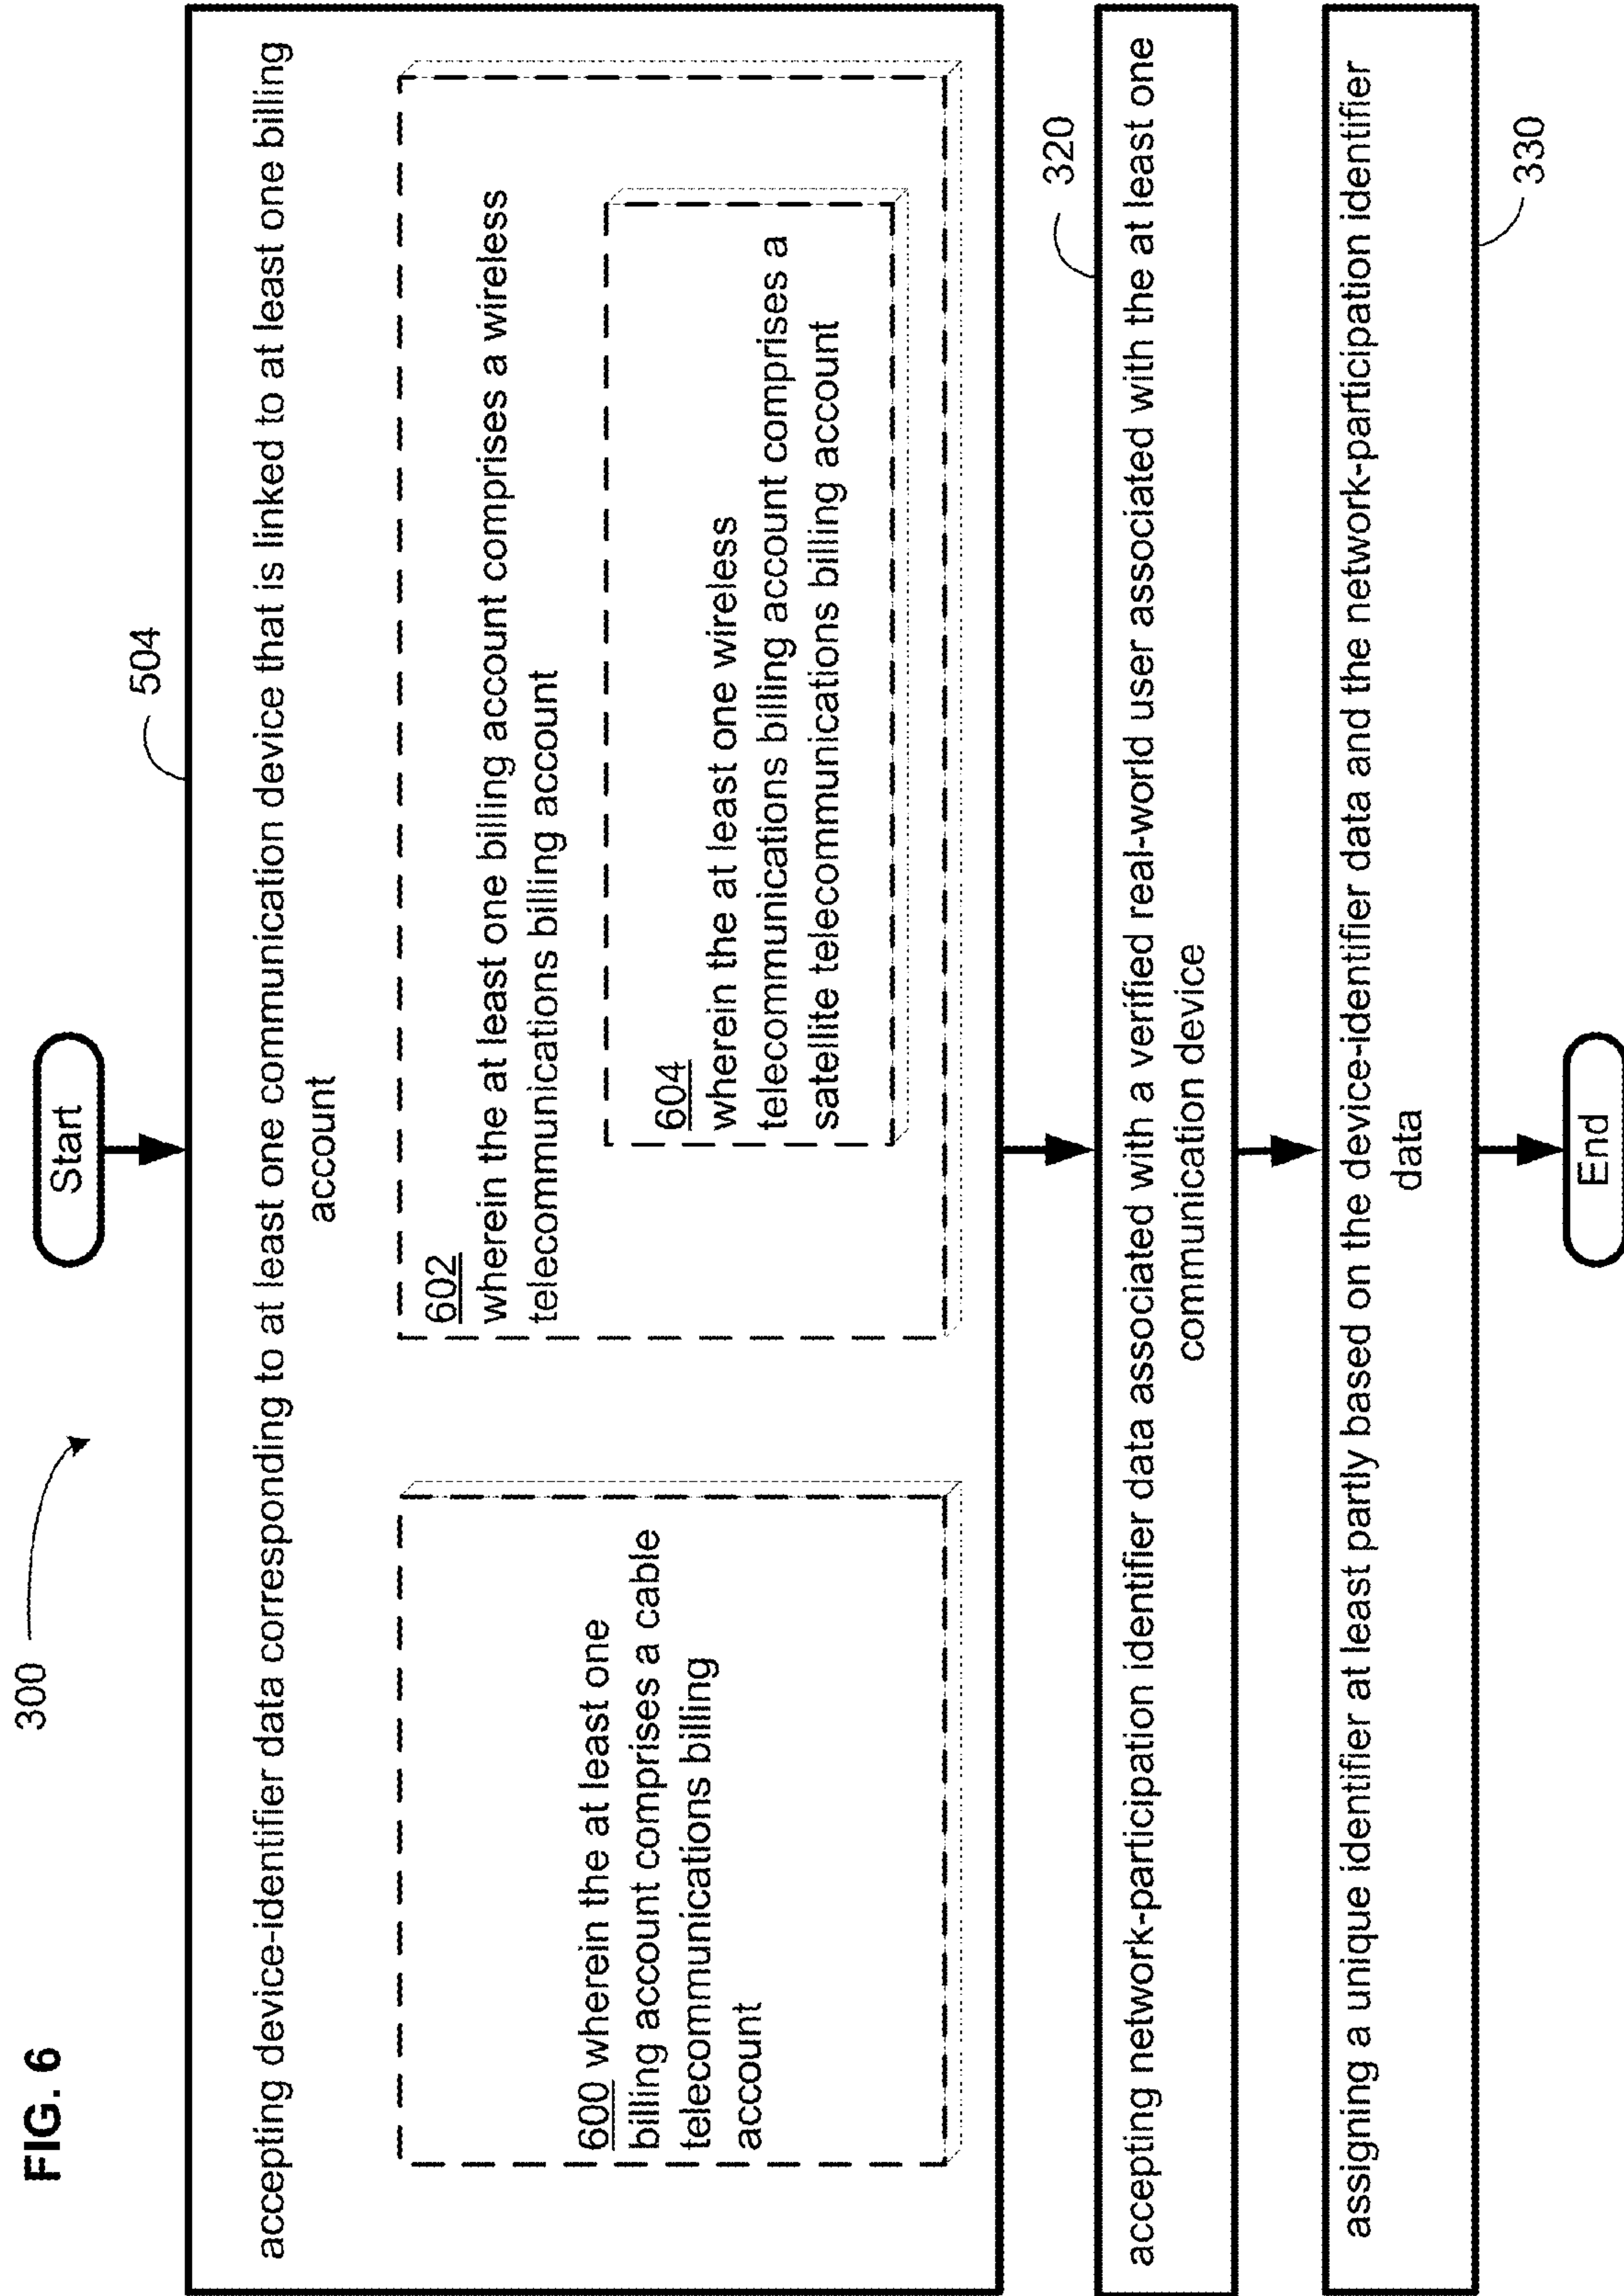 FIG. 6
300
Start
504
accepting device-identifier data corresponding to at least one communication device that is linked to at least one billing
account
600 wherein the at least one
billing account comprises a cable
telecommunications billing
account
602
wherein the at least one billing account comprises a wireless
telecommunications billing account
604
wherein the at least one wireless
telecommunications billing account comprises a
satellite telecommunications billing account
320
accepting network-participation identifier data associated with a verified real-world user associated with the at least one
communication device
330
assigning a unique identifier at least partly based on the device-identifier data and the network-participation identifier
data
End